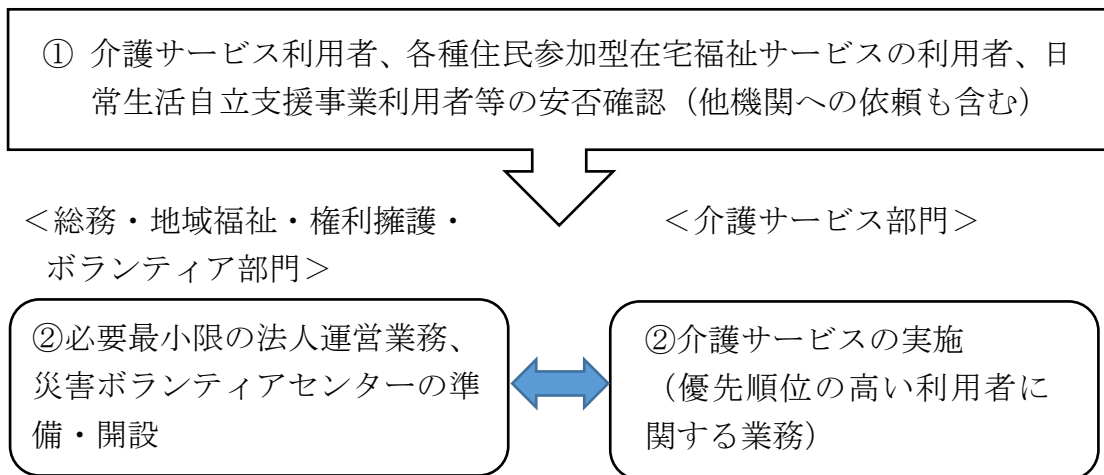 ① 介護サービス利用者、各種住民参加型在宅福祉サービスの利用者、日
常生活自立支援事業利用者等の安否確認（他機関への依頼も含む）
＜総務・地域福祉・権利擁護・
ボランティア部門＞
＜介護サービス部門＞
②必要最小限の法人運営業務、
災害ボランティアセンターの準
備・開設
②介護サービスの実施
（優先順位の高い利用者に
関する業務）